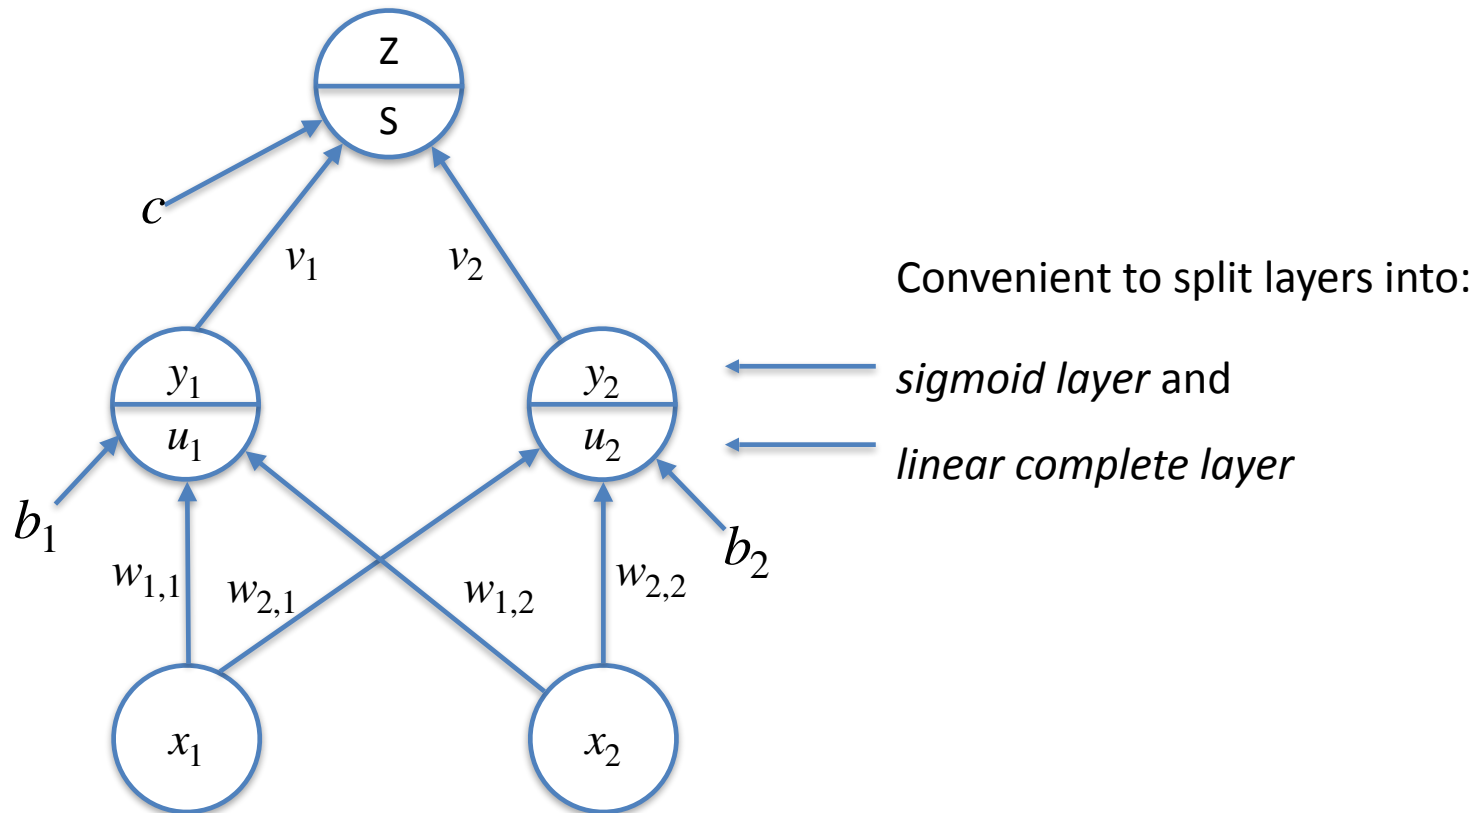 Z
S
c
v₁
v₂
Convenient to split layers into:
y₁
y₂
sigmoid layer and
u₁
u₂
linear complete layer
b₁
b₂
w₁,₁
w₂,₁
w₁,₂
w₂,₂
x₁
x₂